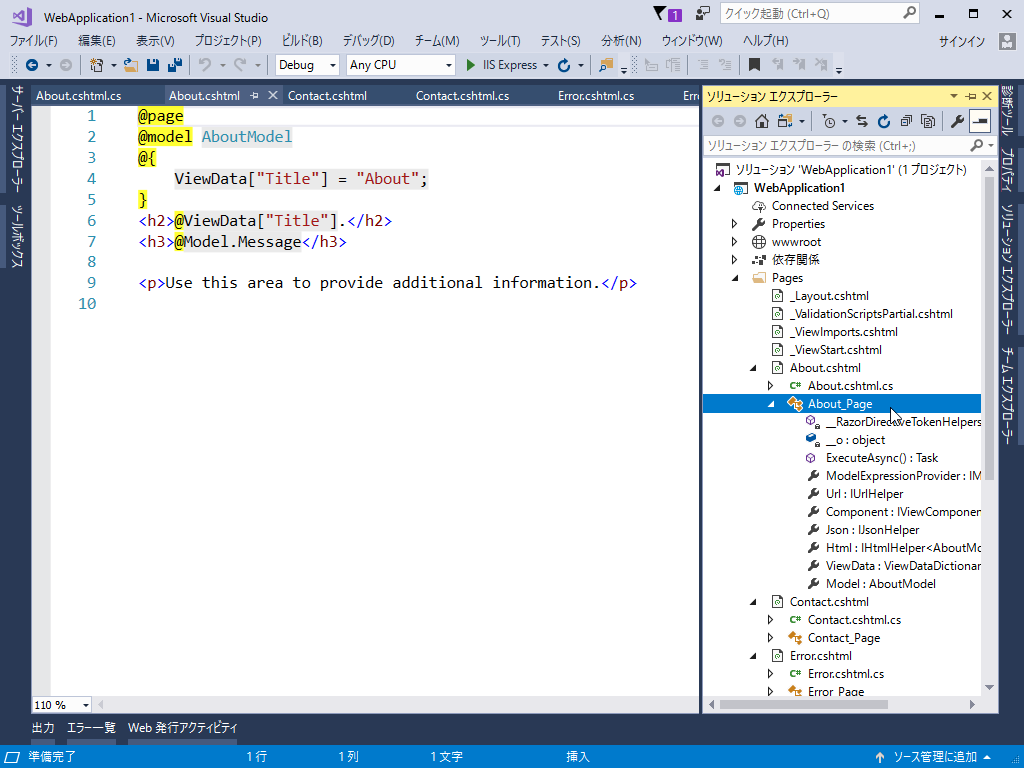 WebApplication1 - Microsoft Visual Studio
1
クイック起動 (Ctrl+Q)
ファイル(F) 編集(E) 表示(V) プロジェクト(P) ビルド(B) デバッグ(D) チーム(M) ツール(T) テスト(S) 分析(N) ウィンドウ(W) ヘルプ(H) サインイン
Debug Any CPU IIS Express
サーバー エクスプローラー
ツールボックス
About.cshtml.cs About.cshtml Contact.cshtml Contact.cshtml.cs Error.cshtml.cs Err
1 @page
2 @model AboutModel
3 @{
4 ViewData["Title"] = "About";
5 }
6 <h2>@ViewData["Title"].</h2>
7 <h3>@Model.Message</h3>
8
9 <p>Use this area to provide additional information.</p>
10
110 %
ソリューション エクスプローラー
ソリューション エクスプローラー の検索 (Ctrl+;)
ソリューション 'WebApplication1' (1 プロジェクト)
WebApplication1
Connected Services
Properties
wwwroot
依存関係
Pages
_Layout.cshtml
_ValidationScriptsPartial.cshtml
_ViewImports.cshtml
_ViewStart.cshtml
About.cshtml
C# About.cshtml.cs
About_Page
__RazorDirectiveTokenHelpers
__o : object
ExecuteAsync() : Task
ModelExpressionProvider : IM
Url : IUrlHelper
Component : IViewComponen
Json : IJsonHelper
Html : IHtmlHelper<AboutMo
ViewData : ViewDataDictionar
Model : AboutModel
Contact.cshtml
C# Contact.cshtml.cs
Contact_Page
Error.cshtml
C# Error.cshtml.cs
Error_Page
診断ツール
プロパティ
ソリューション エクスプローラー
チーム エクスプローラー
出力 エラー一覧 Web 発行アクティビティ
準備完了 1 行 1 列 1 文字 挿入 ソース管理に追加